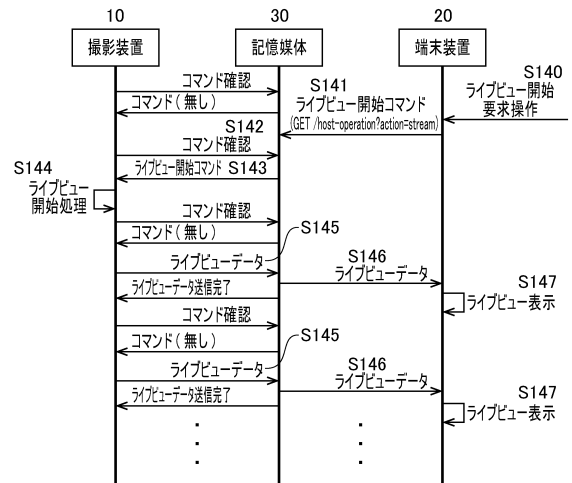 10
30
20
撮影装置
記憶媒体
端末装置
コマンド確認
コマンド(無し)
S140
ライブビュー開始
要求操作
S141
ライブビュー開始コマンド
(GET /host-operation?action=stream)
S142
コマンド確認
ライブビュー開始コマンド S143
S144
ライブビュー
開始処理
コマンド確認
コマンド(無し)
S145
ライブビューデータ
S146
ライブビューデータ
ライブビューデータ送信完了
S147
ライブビュー表示
コマンド確認
コマンド(無し)
S145
ライブビューデータ
S146
ライブビューデータ
ライブビューデータ送信完了
S147
ライブビュー表示